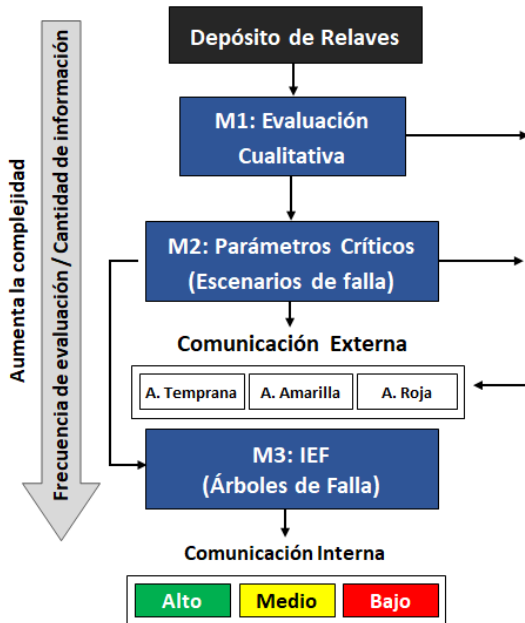 Depósito de Relaves
M1: Evaluación
Cualitativa
M2: Parámetros Críticos
(Escenarios de falla)
Comunicación Externa
A. Temprana
A. Amarilla
A. Roja
M3: IEF
(Árboles de Falla)
Comunicación Interna
Alto
Medio
Bajo
Aumenta la complejidad
Frecuencia de evaluación / Cantidad de información